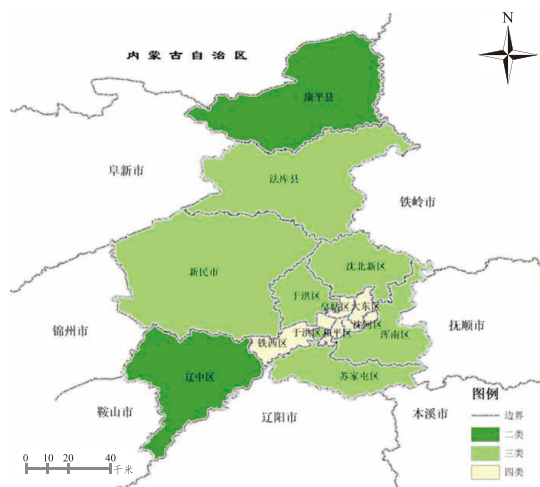 N
内蒙古自治区
康平县
阜新市
法库县
铁岭市
新民市
沈北新区
于洪区
皇姑区
大东区
沈河区
锦州市
铁西区
于洪区
和平区
浑南区
抚顺市
辽中区
苏家屯区
鞍山市
辽阳市
本溪市
图例
边界
二类
三类
四类
0 10 20 40
千米